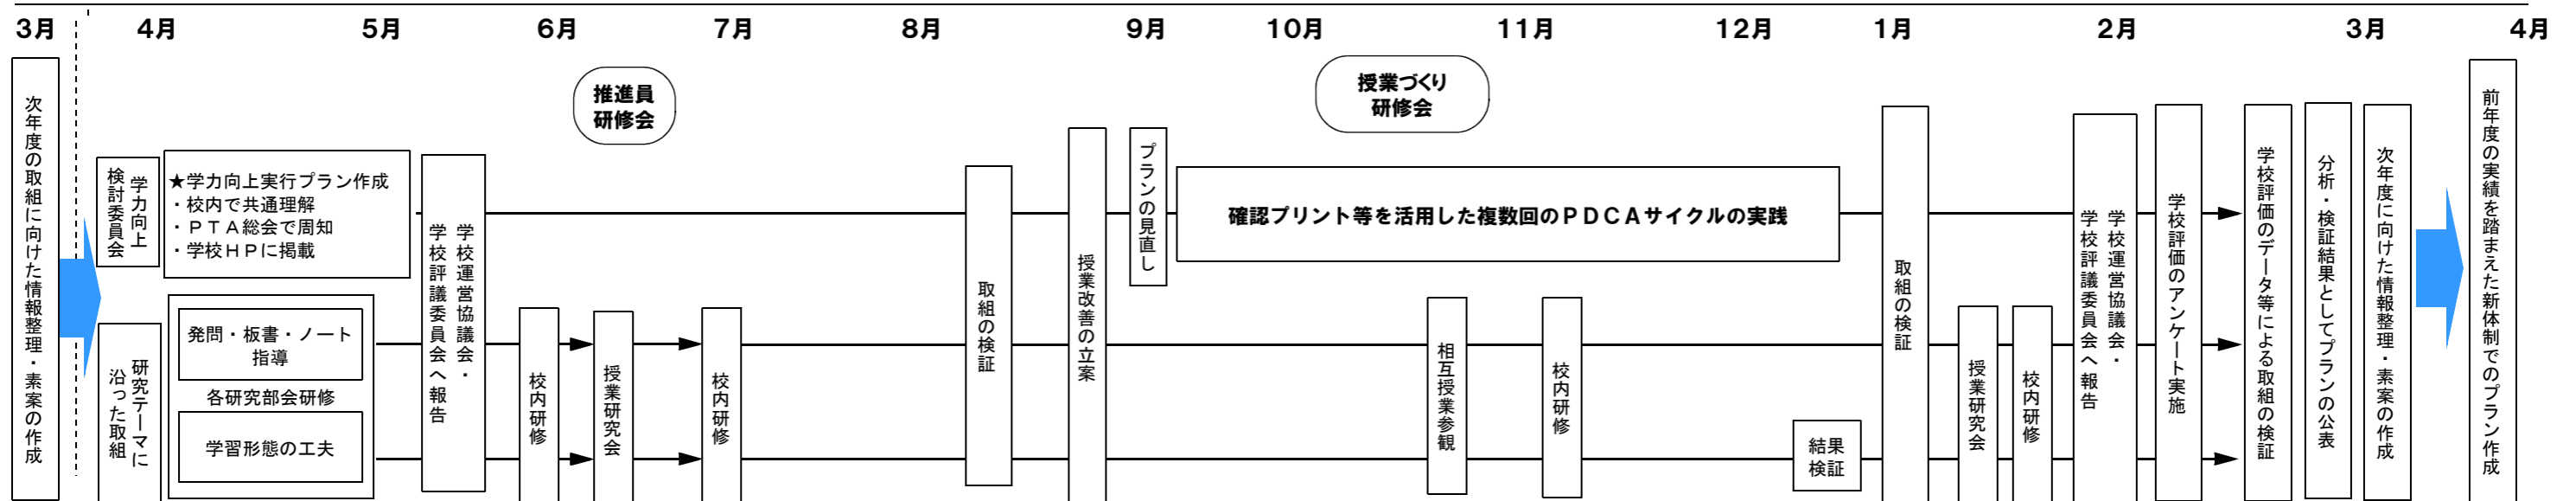 3月
4月
5月
6月
7月
8月
9月
10月
11月
12月
1月
2月
3月
4月
推進員
研修会
授業づくり
研修会
次年度の取組に向けた情報整理・素案の作成
学力向上
検討委員会
★学力向上実行プラン作成
・校内で共通理解
・ＰＴＡ総会で周知
・学校ＨＰに掲載
研究テーマに
沿った取組
発問・板書・ノート
指導
各研究部会研修
学習形態の工夫
学校運営協議会・
学校評議委員会へ報告
校内研修
授業研究会
校内研修
取組の検証
授業改善の立案
プランの見直し
確認プリント等を活用した複数回のＰＤＣＡサイクルの実践
相互授業参観
校内研修
結果
検証
取組の検証
授業研究会
校内研修
学校運営協議会・
学校評議委員会へ報告
学校評価のアンケート実施
学校評価のデータ等による取組の検証
分析・検証結果としてプランの公表
次年度に向けた情報整理・素案の作成
前年度の実績を踏まえた新体制でのプラン作成